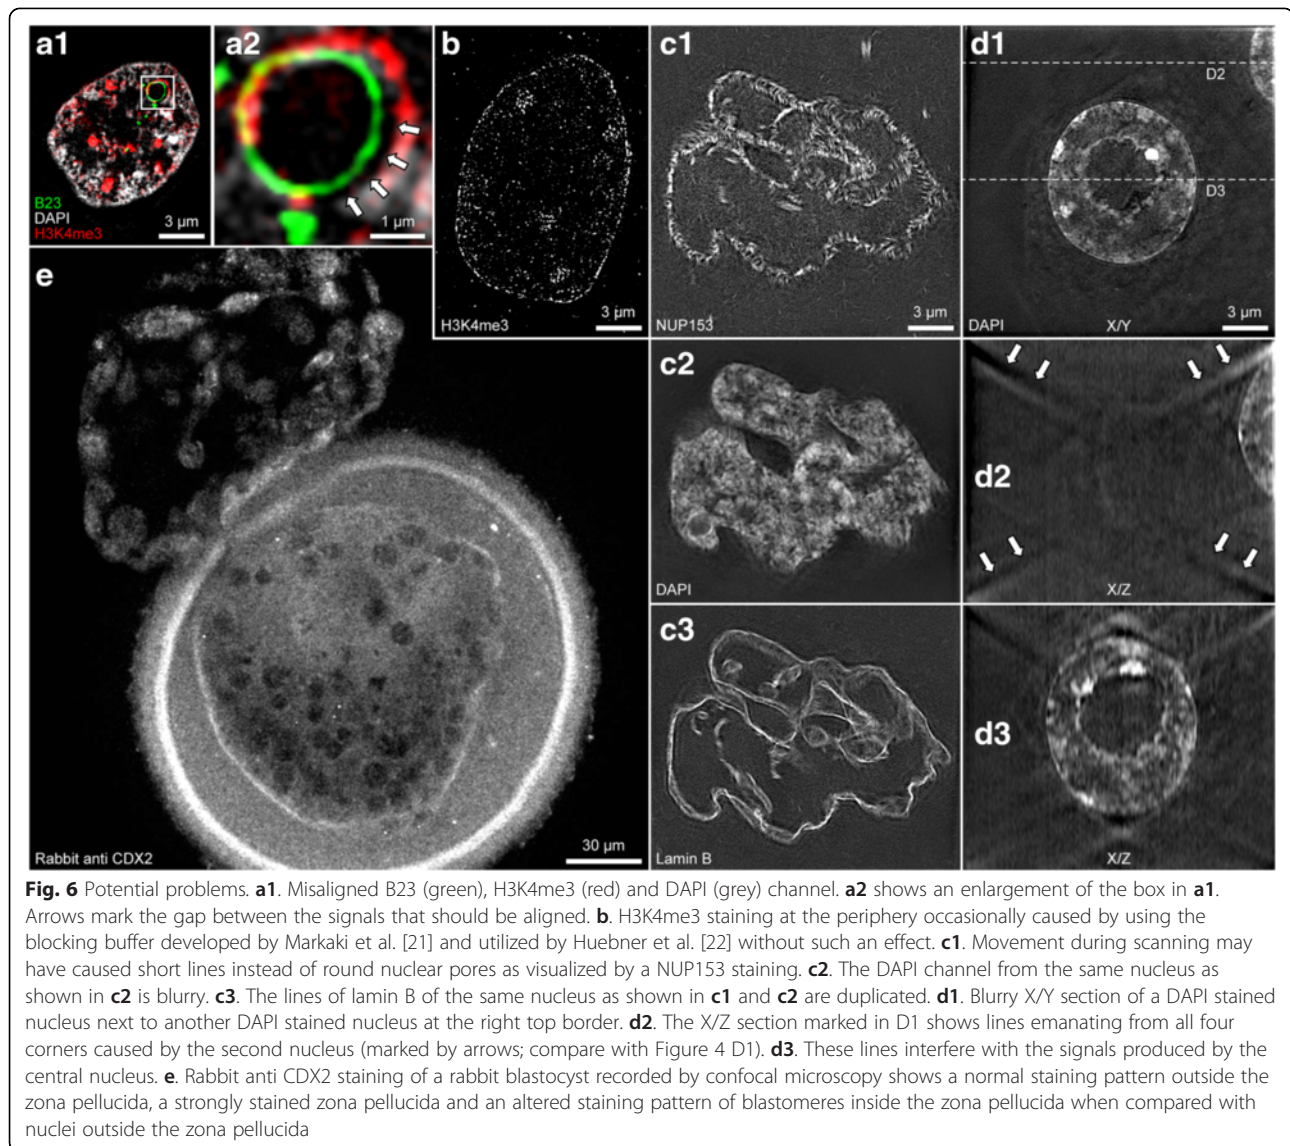 a1
a2
b
c1
d1
D2
D3
B23
DAPI
H3K4me3
3 µm
1 µm
H3K4me3
3 µm
NUP153
3 µm
DAPI
X/Y
3 µm
e
c2
DAPI
d2
X/Z
c3
Lamin B
d3
X/Z
Rabbit anti CDX2
30 µm
Fig. 6 Potential problems. a1. Misaligned B23 (green), H3K4me3 (red) and DAPI (grey) channel. a2 shows an enlargement of the box in a1.
Arrows mark the gap between the signals that should be aligned. b. H3K4me3 staining at the periphery occasionally caused by using the
blocking buffer developed by Markaki et al. [21] and utilized by Huebner et al. [22] without such an effect. c1. Movement during scanning may
have caused short lines instead of round nuclear pores as visualized by a NUP153 staining. c2. The DAPI channel from the same nucleus as
shown in c2 is blurry. c3. The lines of lamin B of the same nucleus as shown in c1 and c2 are duplicated. d1. Blurry X/Y section of a DAPI stained
nucleus next to another DAPI stained nucleus at the right top border. d2. The X/Z section marked in D1 shows lines emanating from all four
corners caused by the second nucleus (marked by arrows; compare with Figure 4 D1). d3. These lines interfere with the signals produced by the
central nucleus. e. Rabbit anti CDX2 staining of a rabbit blastocyst recorded by confocal microscopy shows a normal staining pattern outside the
zona pellucida, a strongly stained zona pellucida and an altered staining pattern of blastomeres inside the zona pellucida when compared with
nuclei outside the zona pellucida